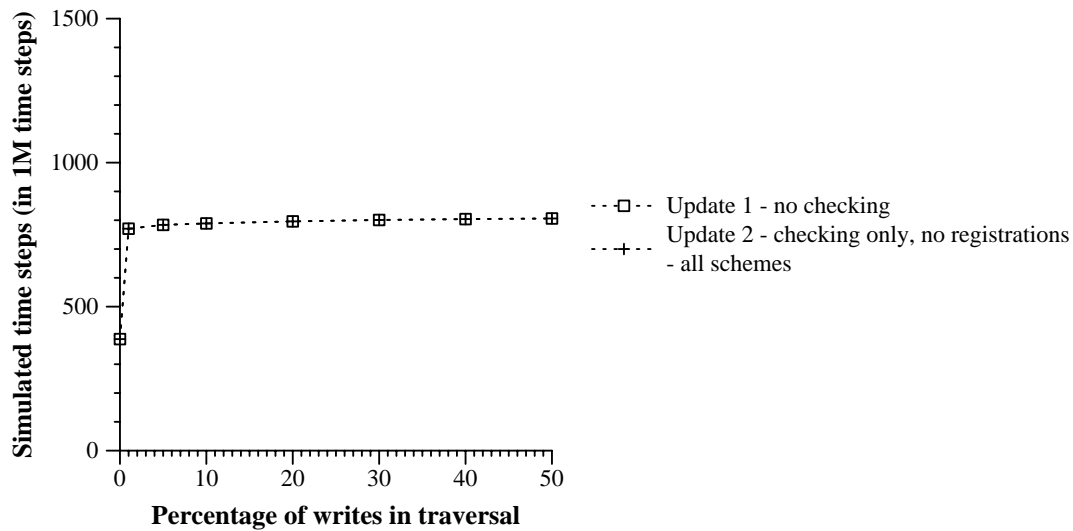 Simulated time steps (in 1M time steps)
1500
1000
500
0
0 10 20 30 40 50
Percentage of writes in traversal
Update 1 - no checking
Update 2 - checking only, no registrations
- all schemes